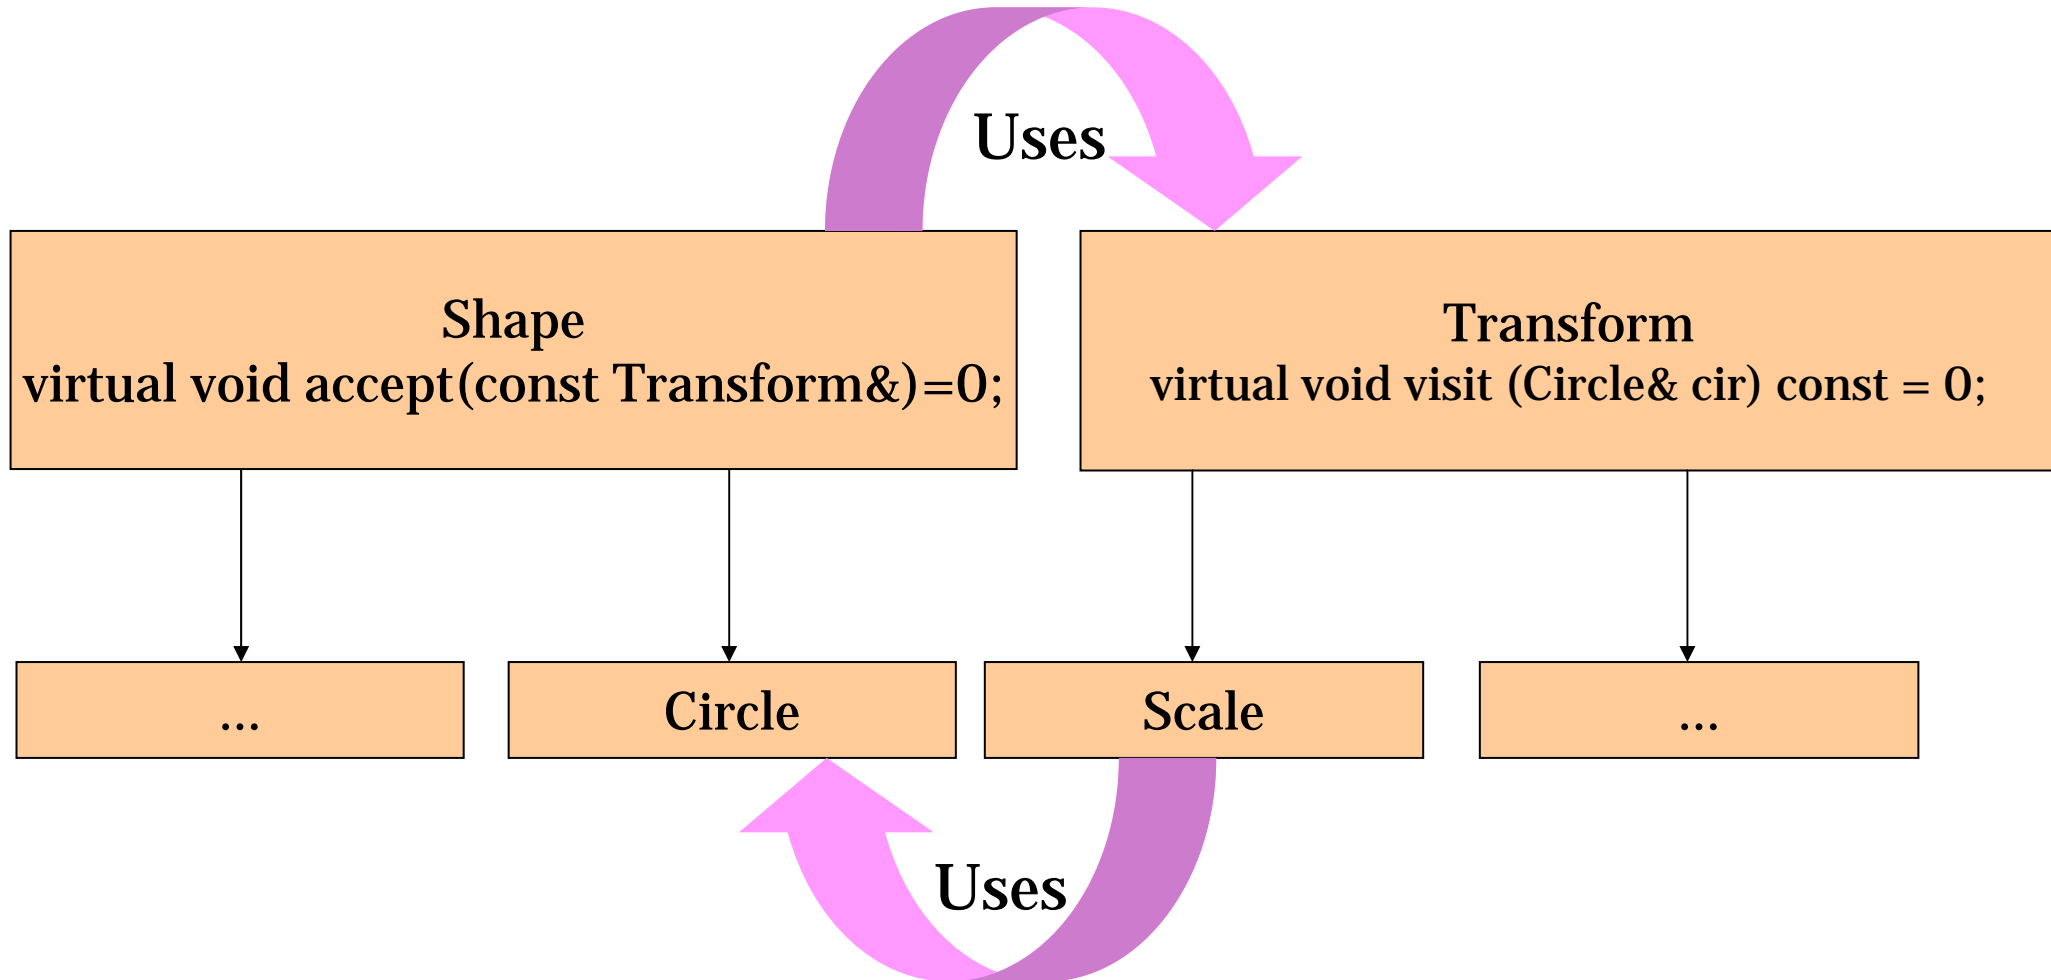 Uses
Shape
virtual void accept(const Transform&)=0;
Transform
virtual void visit (Circle& cir) const = 0;
...
Circle
Scale
...
Uses